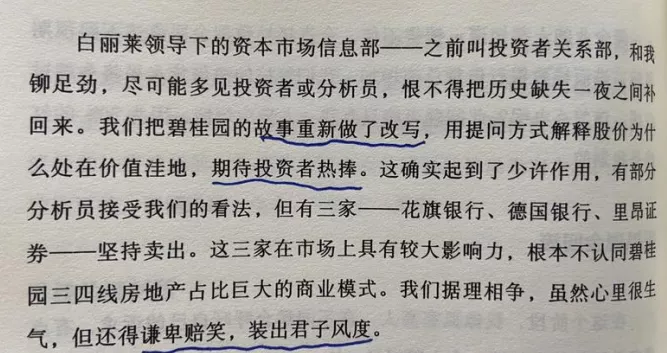 白丽莱领导下的资本市场信息部——之前叫投资者关系部，和我
铆足劲，尽可能多见投资者或分析员，恨不得把历史缺失一夜之间补
回来。我们把碧桂园的故事重新做了改写，用提问方式解释股价为什
么处在价值洼地，期待投资者热捧。这确实起到了少许作用，有部分
分析员接受我们的看法，但有三家——花旗银行、德国银行、里昂证
券——坚持卖出。这三家在市场上具有较大影响力，根本不认同碧桂
园三四线房地产占比巨大的商业模式。我们据理相争，虽然心里很生
气，但还得谦卑赔笑，装出君子风度。